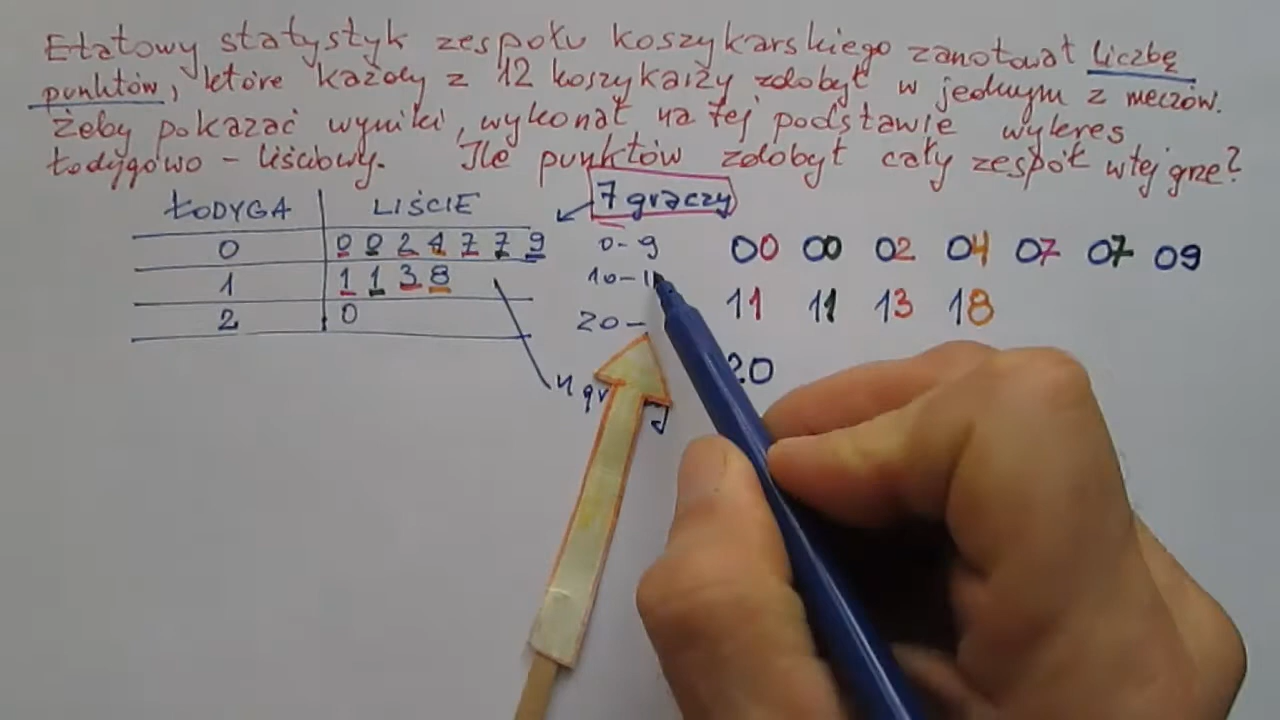 Etatowy statystyk zespołu koszykarskiego zanotował liczbę
punktów, które każdy z 12 koszykarzy zdobył w jednym z meczów.
Żeby pokazać wyniki, wykonał na tej podstawie wykres
łodygowo - liściowy. Ile punktów zdobył cały zespół w tej grze?
ŁODYGA LIŚCIE 7 graczy
0 0 0 2 4 7 7 9 0-9 00 00 02 04 07 07 09
1 1 1 3 8 10-1 11 11 13 18
2 0 20- 20
4 gr